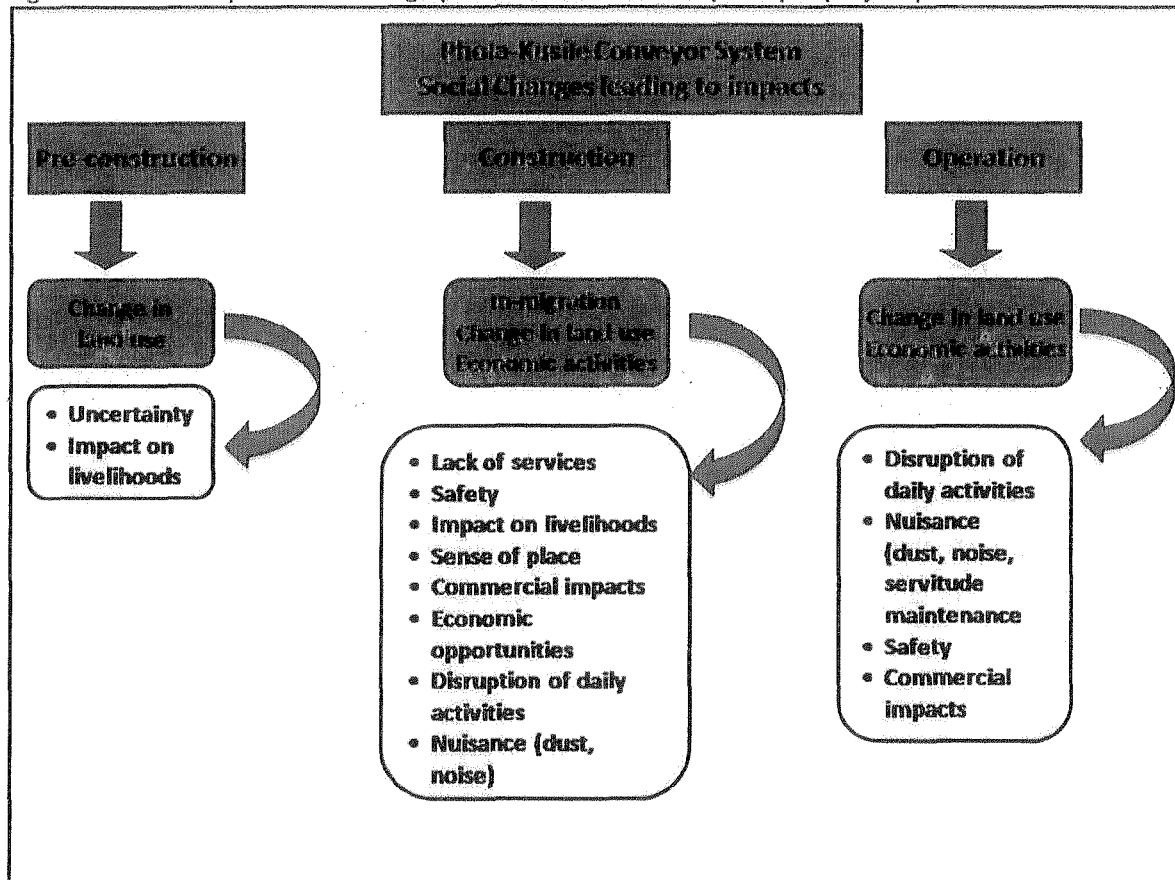 Phola-Kusile Conveyor System
Social Changes leading to impacts
Pre-construction
Construction
Operation
Change in
land use
In-migration
Change in land use
Economic activities
Change in land use
Economic activities
• Uncertainty
• Impact on
livelihoods
• Lack of services
• Safety
• Impact on livelihoods
• Sense of place
• Commercial impacts
• Economic
opportunities
• Disruption of daily
activities
• Nuisance (dust,
noise)
• Disruption of
daily activities
• Nuisance
(dust, noise,
servitude
maintenance
• Safety
• Commercial
impacts